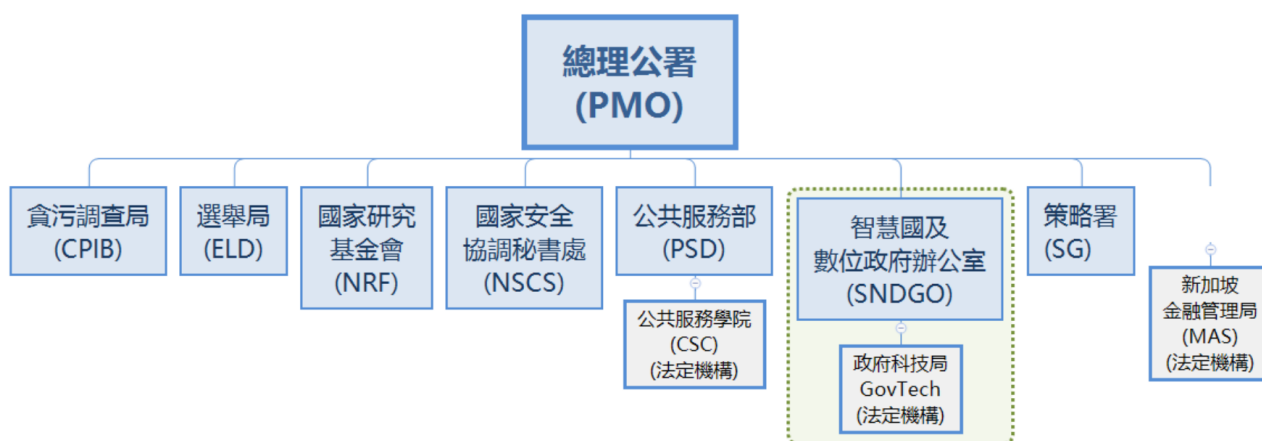 總理公署
(PMO)
貪污調查局
(CPIB)
選舉局
(ELD)
國家研究
基金會
(NRF)
國家安全
協調秘書處
(NSCS)
公共服務部
(PSD)
公共服務學院
(CSC)
(法定機構)
智慧國及
數位政府辦公室
(SNDGO)
政府科技局
GovTech
(法定機構)
策略署
(SG)
新加坡
金融管理局
(MAS)
(法定機構)